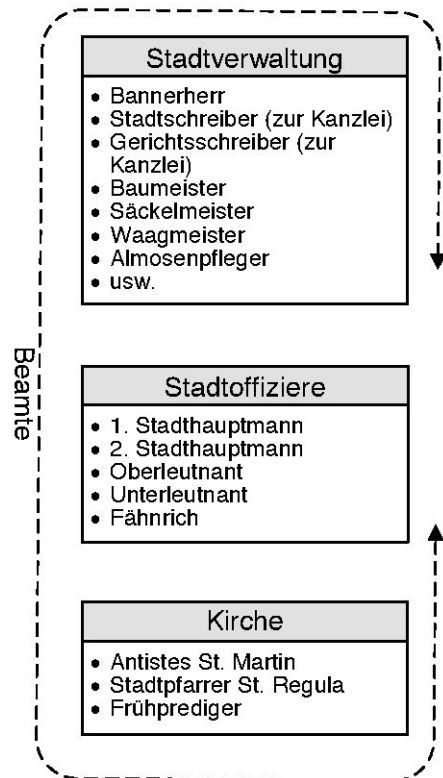 Stadtverwaltung
• Bannerherr
• Stadtschreiber (zur Kanzlei)
• Gerichtsschreiber (zur
Kanzlei)
• Baumeister
• Säckelmeister
• Waagmeister
• Almosenpfleger
• usw.
Beamte
Stadtoffiziere
• 1. Stadthauptmann
• 2. Stadthauptmann
• Oberleutnant
• Unterleutnant
• Fähnrich
Kirche
• Antistes St. Martin
• Stadtpfarrer St. Regula
• Frühprediger